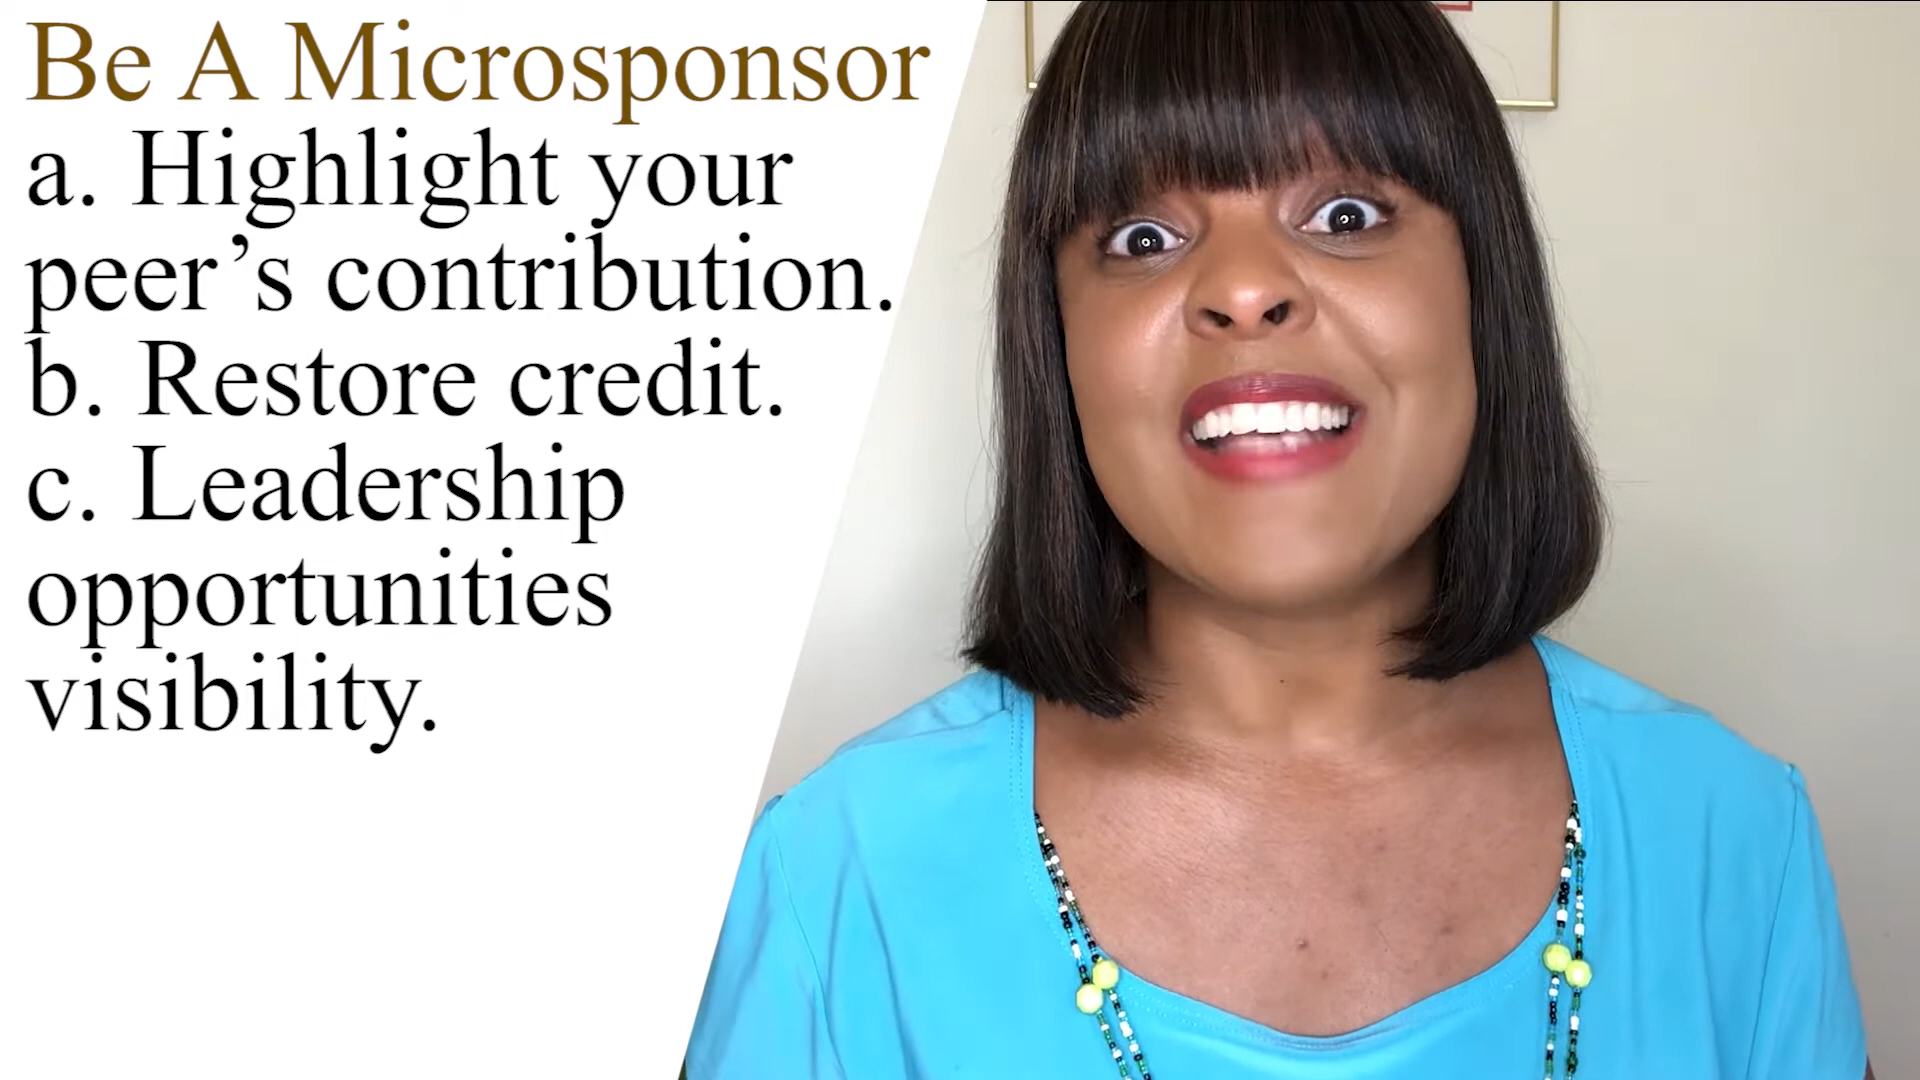 Be A Microsponsor
a. Highlight your
peer’s contribution.
b. Restore credit.
c. Leadership
opportunities
visibility.